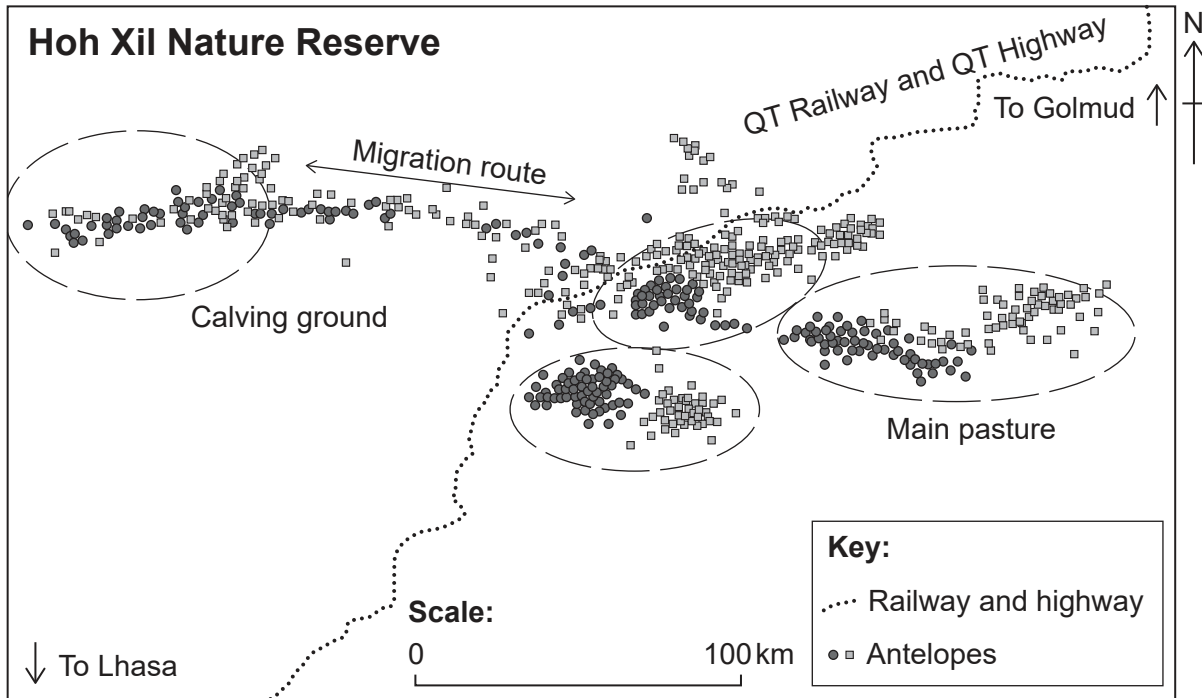 Hoh Xil Nature Reserve
N
QT Railway and QT Highway
To Golmud
Migration route
Calving ground
Main pasture
Key:
Railway and highway
Antelopes
Scale:
0 100 km
To Lhasa